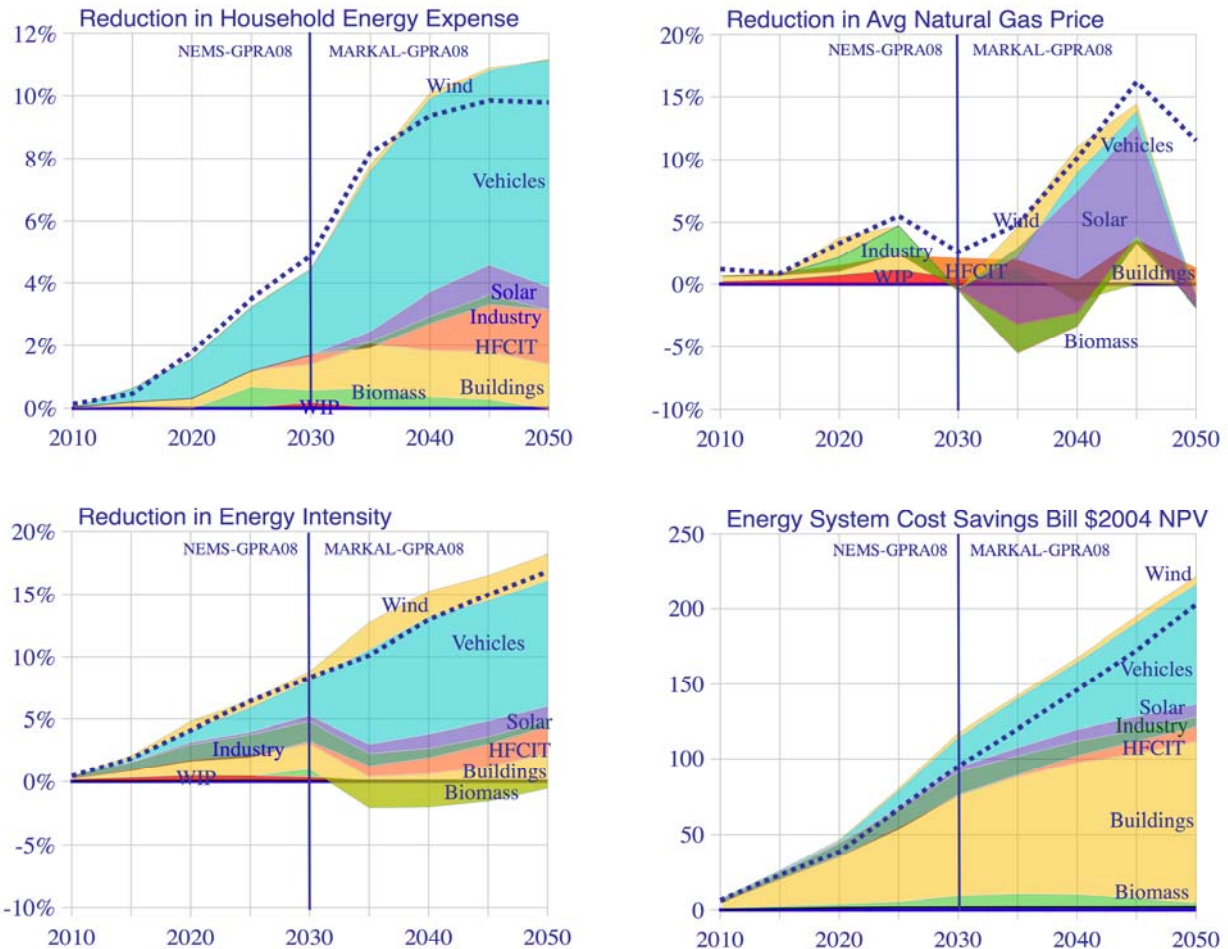 Reduction in Household Energy Expense
12%
10%
8%
6%
4%
2%
0%
NEMS-GPRA08
MARKAL-GPRA08
Wind
Vehicles
Solar
Industry
HFCIT
Buildings
Biomass
WIP
2010 2020 2030 2040 2050
Reduction in Avg Natural Gas Price
20%
15%
10%
5%
0%
-5%
-10%
NEMS-GPRA08
MARKAL-GPRA08
Vehicles
Wind
Solar
Industry
WIP
HFCIT
Buildings
Biomass
2010 2020 2030 2040 2050
Reduction in Energy Intensity
20%
15%
10%
5%
0%
-5%
-10%
NEMS-GPRA08
MARKAL-GPRA08
Wind
Vehicles
Solar
Industry
HFCIT
WIP
Buildings
Biomass
2010 2020 2030 2040 2050
Energy System Cost Savings Bill $2004 NPV
250
200
150
100
50
0
NEMS-GPRA08
MARKAL-GPRA08
Wind
Vehicles
Solar
Industry
HFCIT
Buildings
Biomass
2010 2020 2030 2040 2050